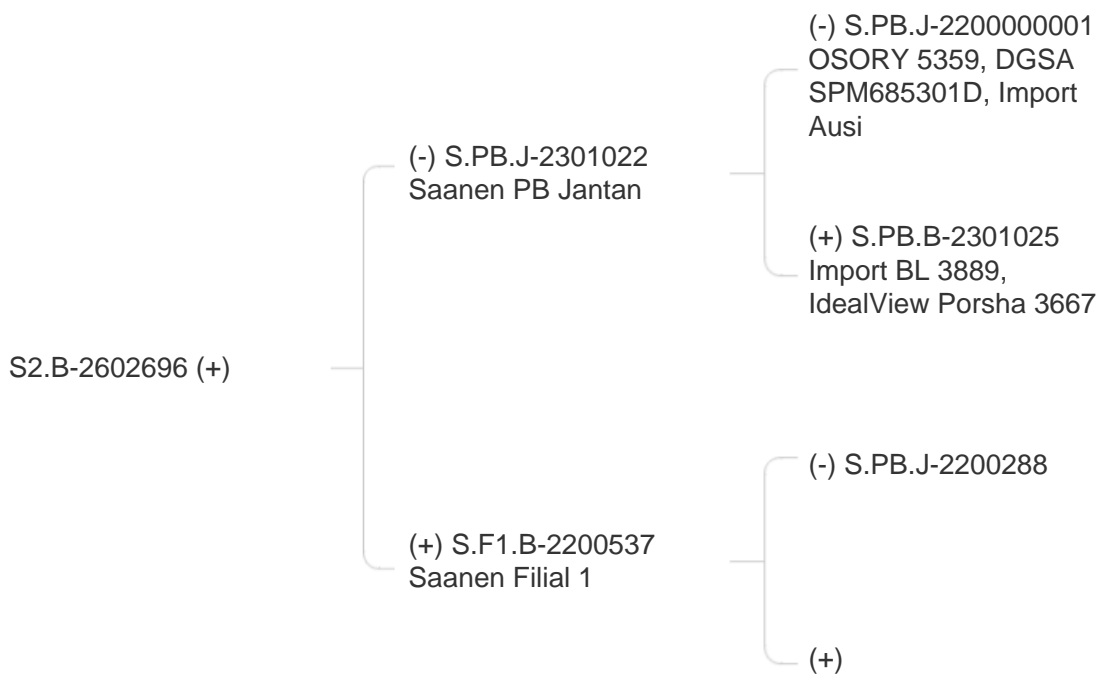 (-) S.PB.J-2200000001
OSORY 5359, DGSA
SPM685301D, Import
Ausi
(-) S.PB.J-2301022
Saanen PB Jantan
(+) S.PB.B-2301025
Import BL 3889,
IdealView Porsha 3667
S2.B-2602696 (+)
(-) S.PB.J-2200288
(+) S.F1.B-2200537
Saanen Filial 1
(+)